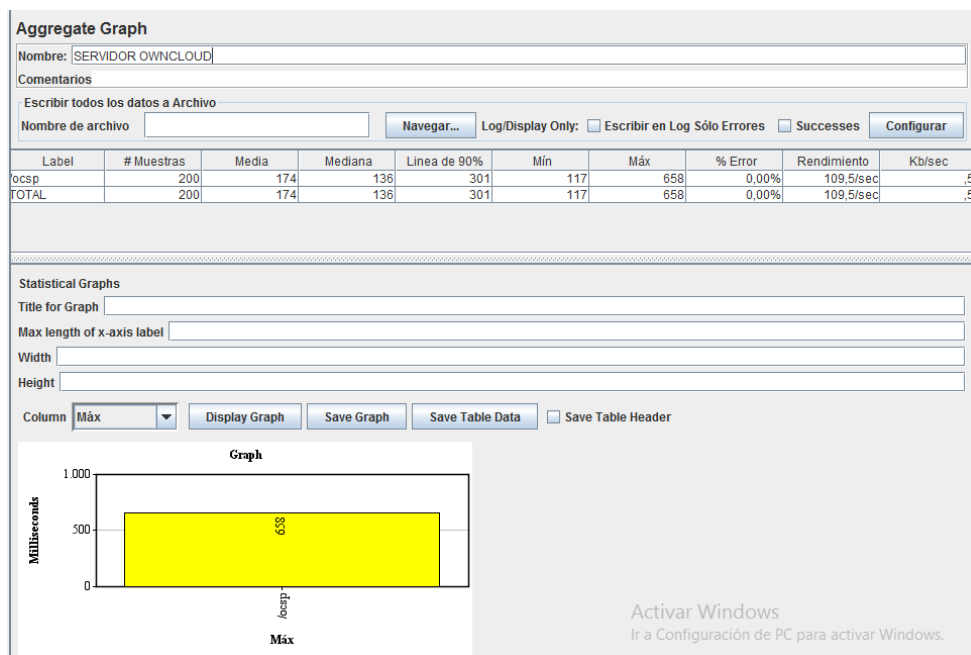 Aggregate Graph
Nombre: SERVIDOR OWNCLOUD
Comentarios
Escribir todos los datos a Archivo
Nombre de archivo Navegar... Log/Display Only: Escribir en Log Sólo Errores Successes Configurar
Label # Muestras Media Mediana Linea de 90% Mín Máx % Error Rendimiento Kb/sec
/ocsp 200 174 136 301 117 658 0,00% 109,5/sec ,5
TOTAL 200 174 136 301 117 658 0,00% 109,5/sec ,5
Statistical Graphs
Title for Graph
Max length of x-axis label
Width
Height
Column Máx Display Graph Save Graph Save Table Data Save Table Header
Graph
1.000
Milliseconds
500
658
0
/ocsp
Máx
Activar Windows
Ir a Configuración de PC para activar Windows.